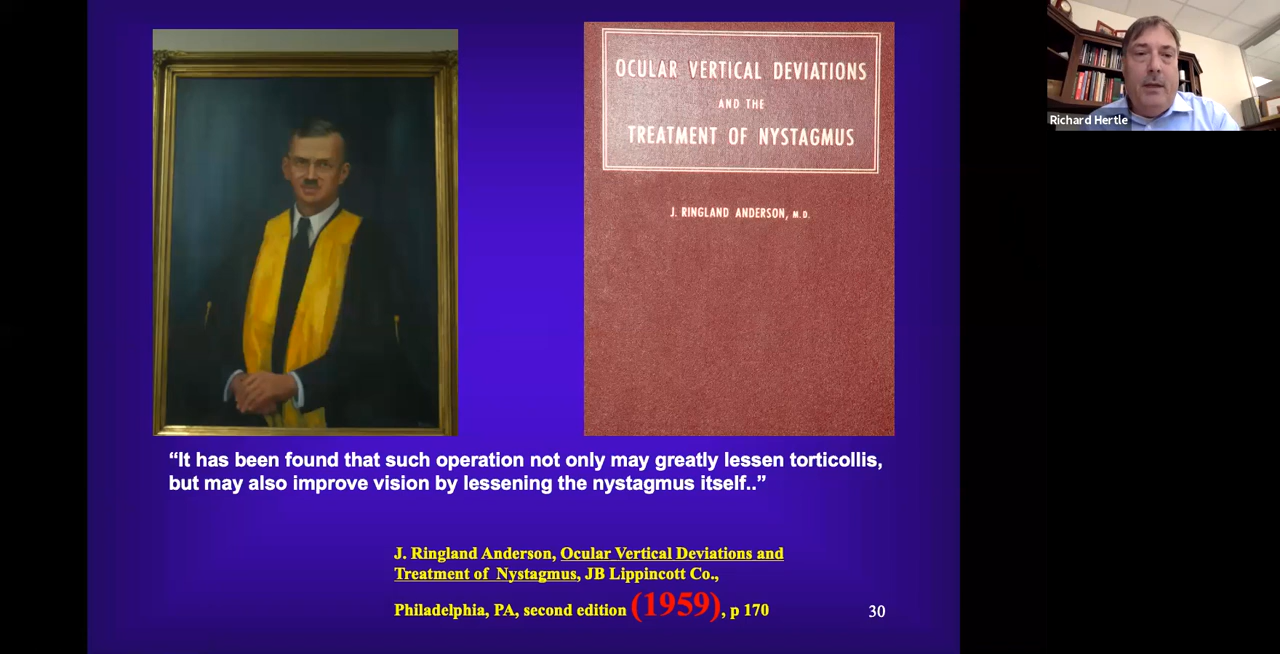 OCULAR VERTICAL DEVIATIONS
AND THE
TREATMENT OF NYSTAGMUS
J. RINGLAND ANDERSON, M.D.
Richard Hertle
“It has been found that such operation not only may greatly lessen torticollis,
but may also improve vision by lessening the nystagmus itself..”
J. Ringland Anderson, Ocular Vertical Deviations and
Treatment of Nystagmus, JB Lippincott Co.,
Philadelphia, PA, second edition (1959), p 170
30